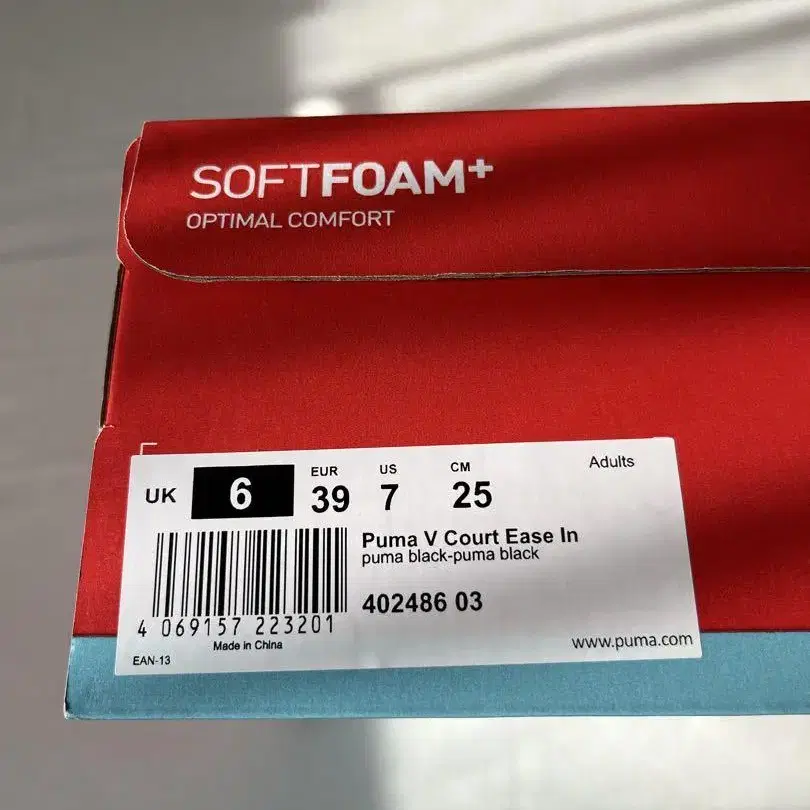 SOFTFOAM+
OPTIMAL COMFORT
UK 6 EUR 39 US 7 CM 25 Adults
Puma V Court Ease In
puma black-puma black
402486 03
4 069157 223201
Made in China
EAN-13
www.puma.com